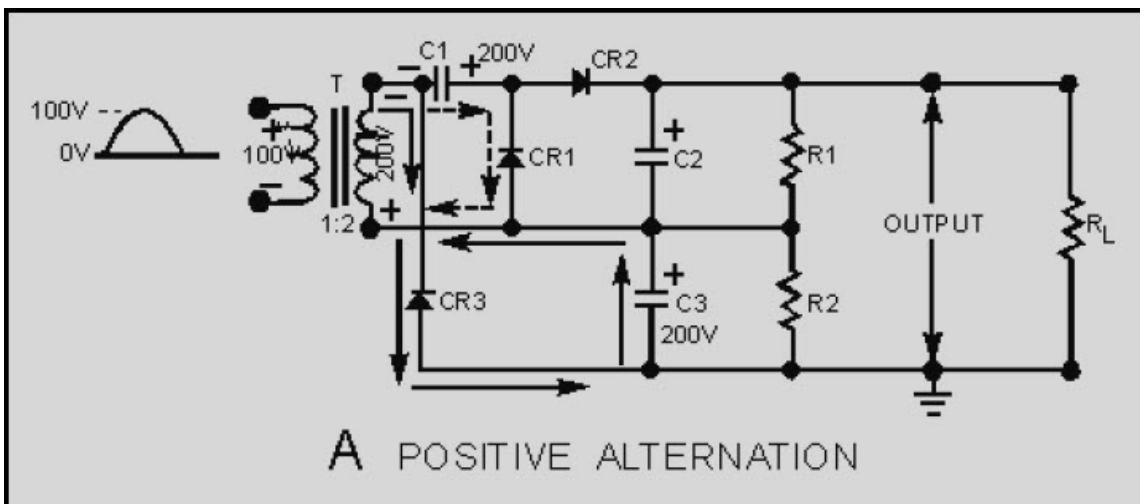 C1
200V
CR2
T
100V
0V
100V
200V
1:2
CR1
C2
R1
OUTPUT
RL
CR3
C3
200V
R2
A POSITIVE ALTERNATION